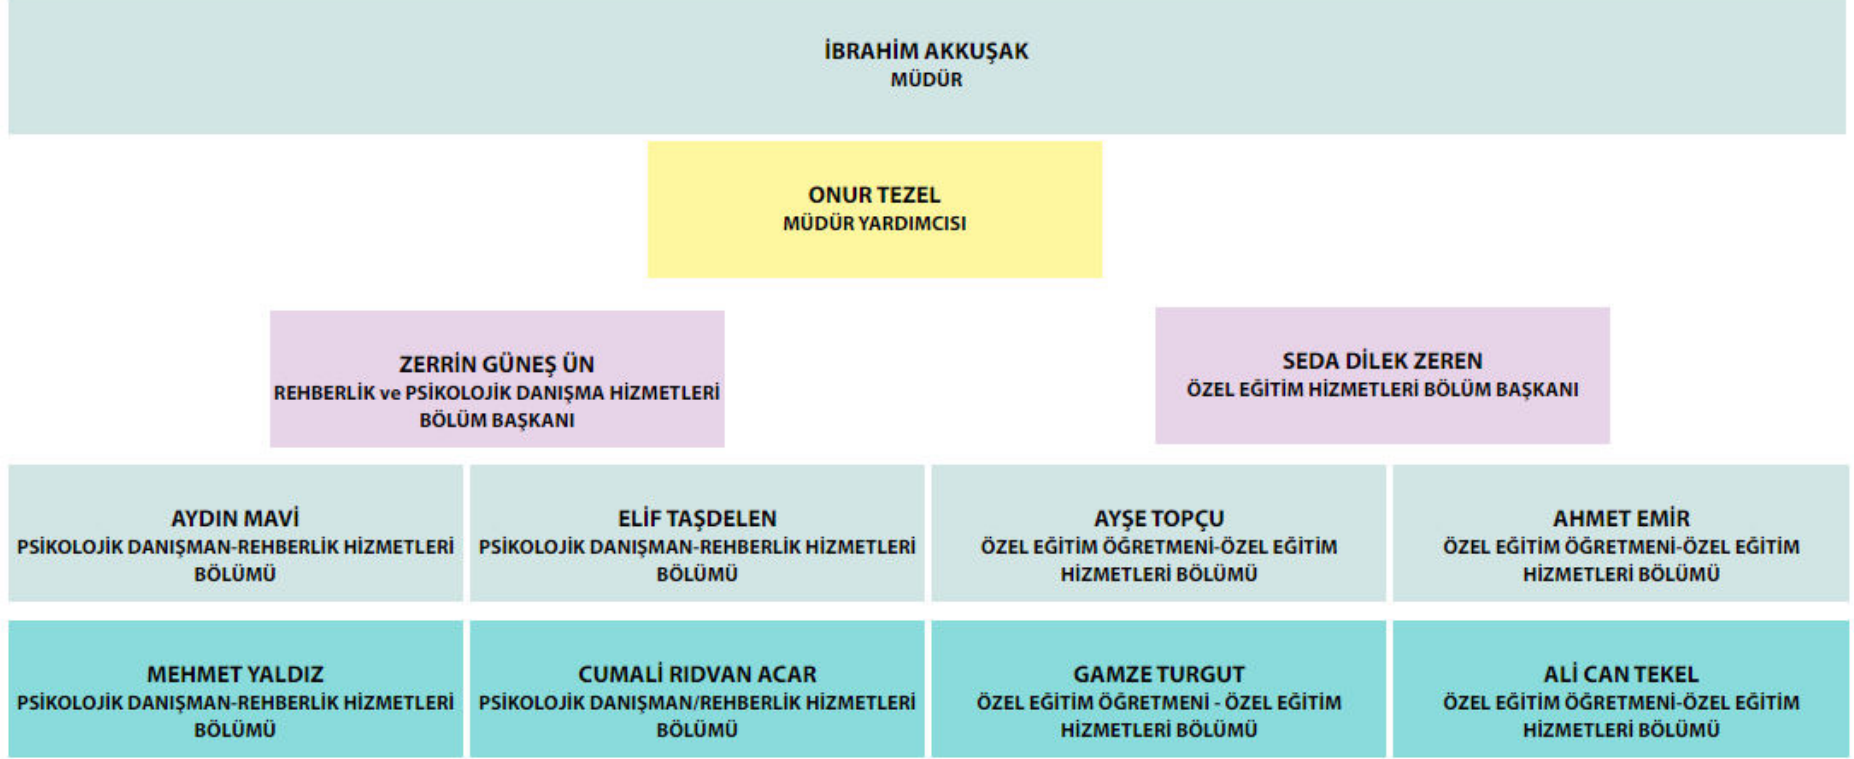 İBRAHİM AKKUŞAK
MÜDÜR
ONUR TEZEL
MÜDÜR YARDIMCISI
ZERRİN GÜNEŞ ÜN
REHBERLİK ve PSİKOLOJİK DANIŞMA HİZMETLERİ
BÖLÜM BAŞKANI
SEDA DİLEK ZEREN
ÖZEL EĞİTİM HİZMETLERİ BÖLÜM BAŞKANI
AYDIN MAVİ
PSİKOLOJİK DANIŞMAN-REHBERLİK HİZMETLERİ
BÖLÜMÜ
ELİF TAŞDELEN
PSİKOLOJİK DANIŞMAN-REHBERLİK HİZMETLERİ
BÖLÜMÜ
AYŞE TOPÇU
ÖZEL EĞİTİM ÖĞRETMENİ-ÖZEL EĞİTİM
HİZMETLERİ BÖLÜMÜ
AHMET EMİR
ÖZEL EĞİTİM ÖĞRETMENİ-ÖZEL EĞİTİM
HİZMETLERİ BÖLÜMÜ
MEHMET YALDIZ
PSİKOLOJİK DANIŞMAN-REHBERLİK HİZMETLERİ
BÖLÜMÜ
CUMALİ RIDVAN ACAR
PSİKOLOJİK DANIŞMAN/REHBERLİK HİZMETLERİ
BÖLÜMÜ
GAMZE TURGUT
ÖZEL EĞİTİM ÖĞRETMENİ - ÖZEL EĞİTİM
HİZMETLERİ BÖLÜMÜ
ALİ CAN TEKEL
ÖZEL EĞİTİM ÖĞRETMENİ-ÖZEL EĞİTİM
HİZMETLERİ BÖLÜMÜ